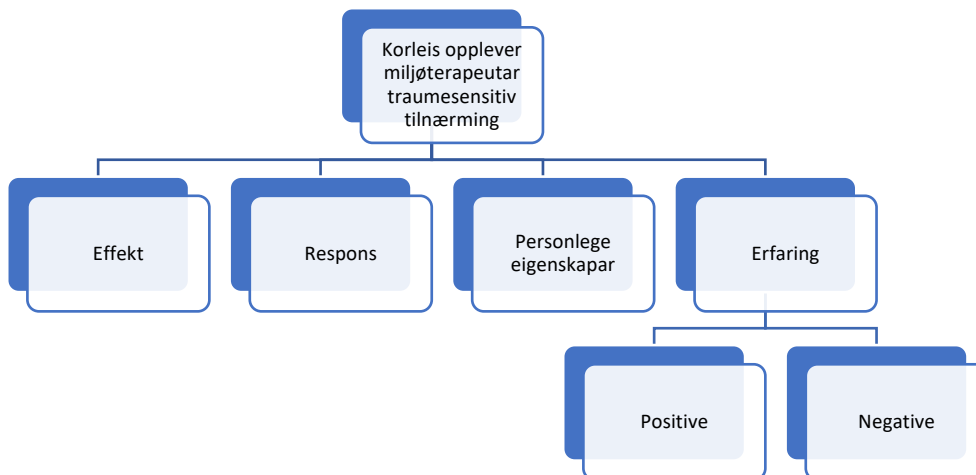 Korleis opplever
miljøterapeutar
traumesensitiv
tilnærming
Effekt
Respons
Personlege
eigenskapar
Erfaring
Positive
Negative